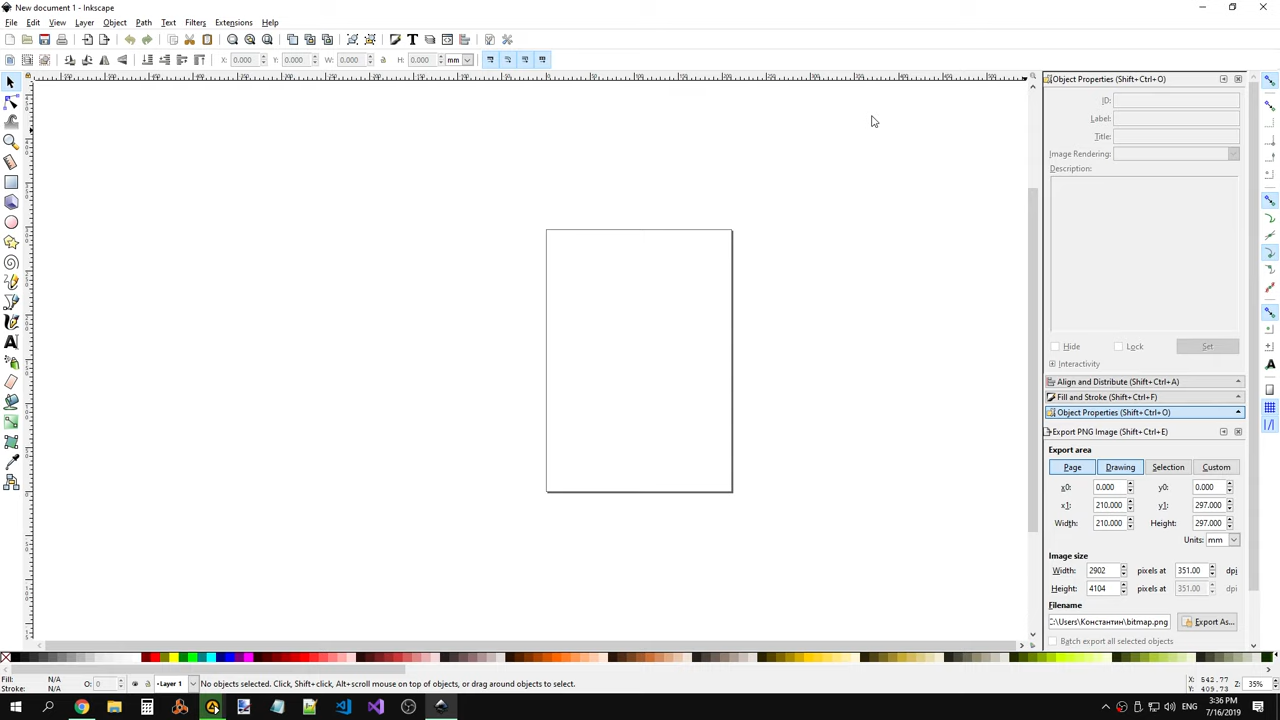 New document 1 - Inkscape
File Edit View Layer Object Path Text Filters Extensions Help
X: 0.000 Y: 0.000 W: 0.000 H: 0.000 mm
Object Properties (Shift+Ctrl+O)
ID:
Label:
Title:
Image Rendering:
Description:
Hide Lock Set
Interactivity
Align and Distribute (Shift+Ctrl+A)
Fill and Stroke (Shift+Ctrl+F)
Object Properties (Shift+Ctrl+O)
Export PNG Image (Shift+Ctrl+E)
Export area
Page Drawing Selection Custom
x0: 0.000 y0: 0.000
x1: 210.000 y1: 297.000
Width: 210.000 Height: 297.000
Units: mm
Image size
Width: 2902 pixels at 351.00 dpi
Height: 4104 pixels at 351.00 dpi
Filename
:\Users\Константин\bitmap.png Export As...
Batch export all selected objects
Fill: N/A
Stroke: N/A
O: 0
Layer 1
No objects selected. Click, Shift+click, Alt+scroll mouse on top of objects, or drag around objects to select.
X: 542.77
Y: 409.73
Z: 35%
ENG
3:36 PM
7/16/2019